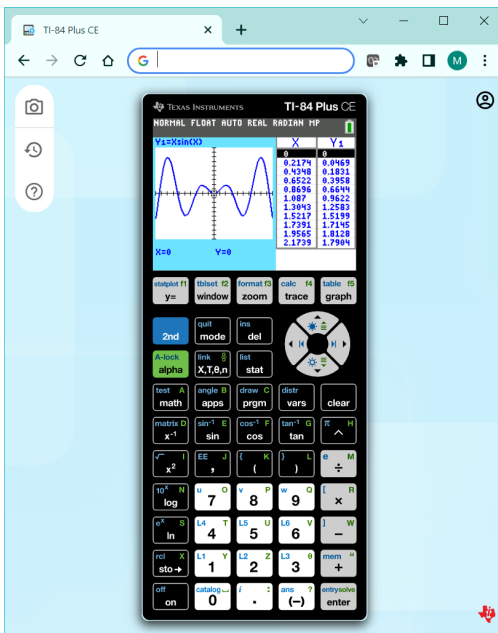 TI-84 Plus CE
G
M
TEXAS INSTRUMENTS TI-84 Plus CE
NORMAL FLOAT AUTO REAL RADIAN MP
Y1=Xsin(X)
X=0 Y=0
X Y1
0 0
0.2174 0.0469
0.4348 0.1831
0.6522 0.3958
0.8696 0.6644
1.087 0.9622
1.3043 1.2583
1.5217 1.5199
1.7391 1.7145
1.9565 1.8128
2.1739 1.7904
statplot f1 tblset f2 format f3 calc f4 table f5
y= window zoom trace graph
quit ins
2nd mode del
A-lock link θ list
alpha X,T,θ,n stat
test A angle B draw C distr
math apps prgm vars clear
matrix D sin⁻¹ E cos⁻¹ F tan⁻¹ G π H
x⁻¹ sin cos tan ^
√ I EE J { K } L e M
x² , ( ) ÷
10ˣ N u O v P w Q [ R
log 7 8 9 ×
eˣ S L4 T L5 U L6 V ] W
ln 4 5 6 −
rcl X L1 Y L2 Z L3 θ mem "
sto→ 1 2 3 +
off catalog i : ans ? entry solve
on 0 . (−) enter